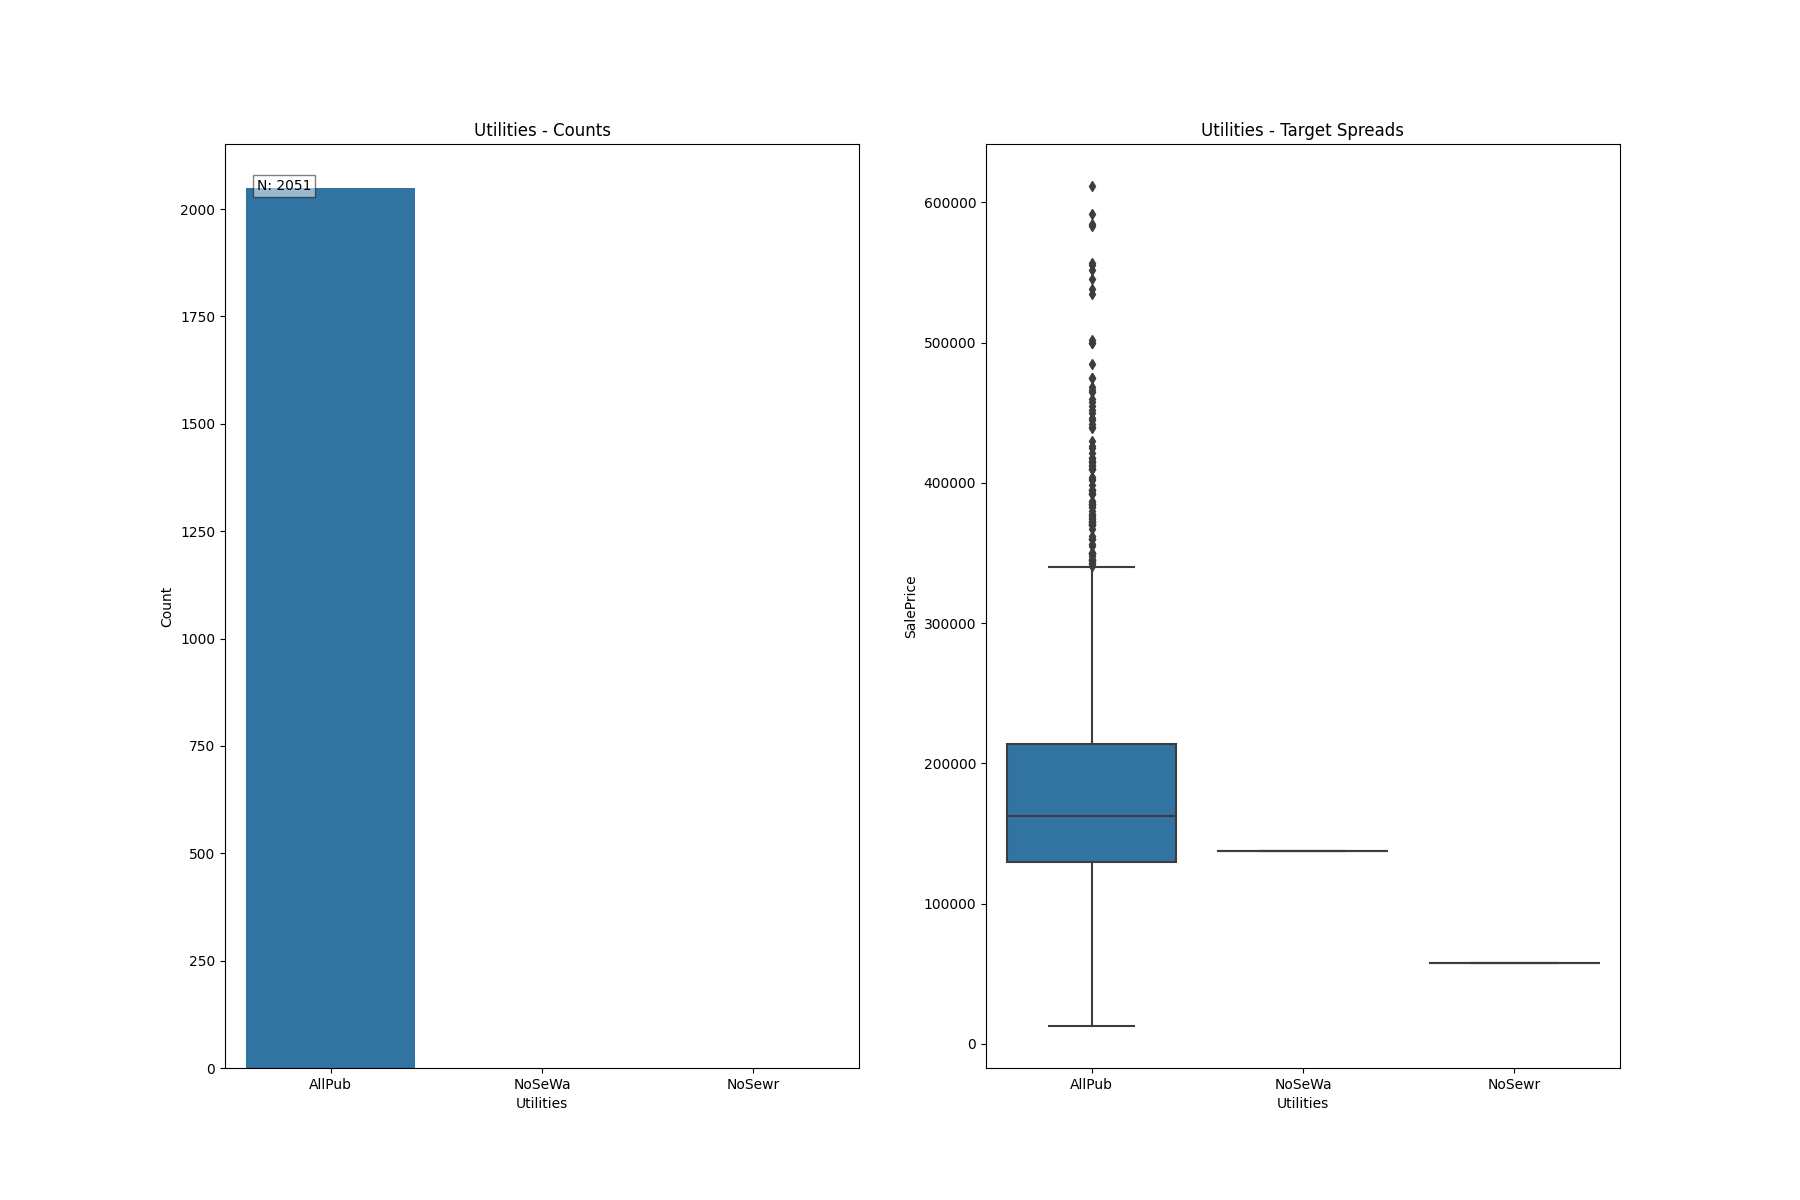 Utilities - Counts
N: 2051
2000
1750
1500
1250
1000
750
500
250
0
Count
AllPub
NoSeWa
NoSewr
Utilities
Utilities - Target Spreads
600000
500000
400000
300000
200000
100000
0
SalePrice
AllPub
NoSeWa
NoSewr
Utilities